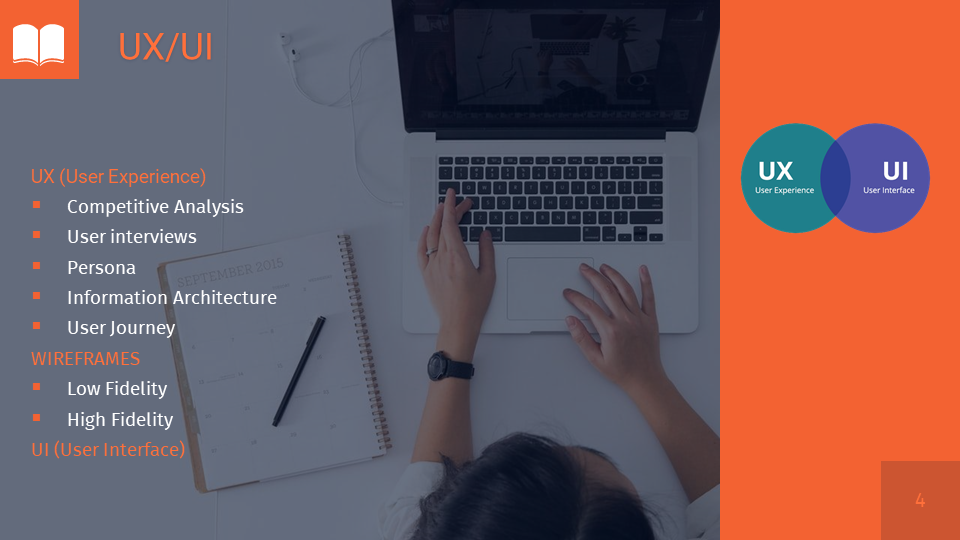 UX/UI
UX (User Experience)
Competitive Analysis
User interviews
Persona
Information Architecture
User Journey
WIREFRAMES
Low Fidelity
High Fidelity
UI (User Interface)
SEPTEMBER 2015
UX
User Experience
UI
User Interface
4